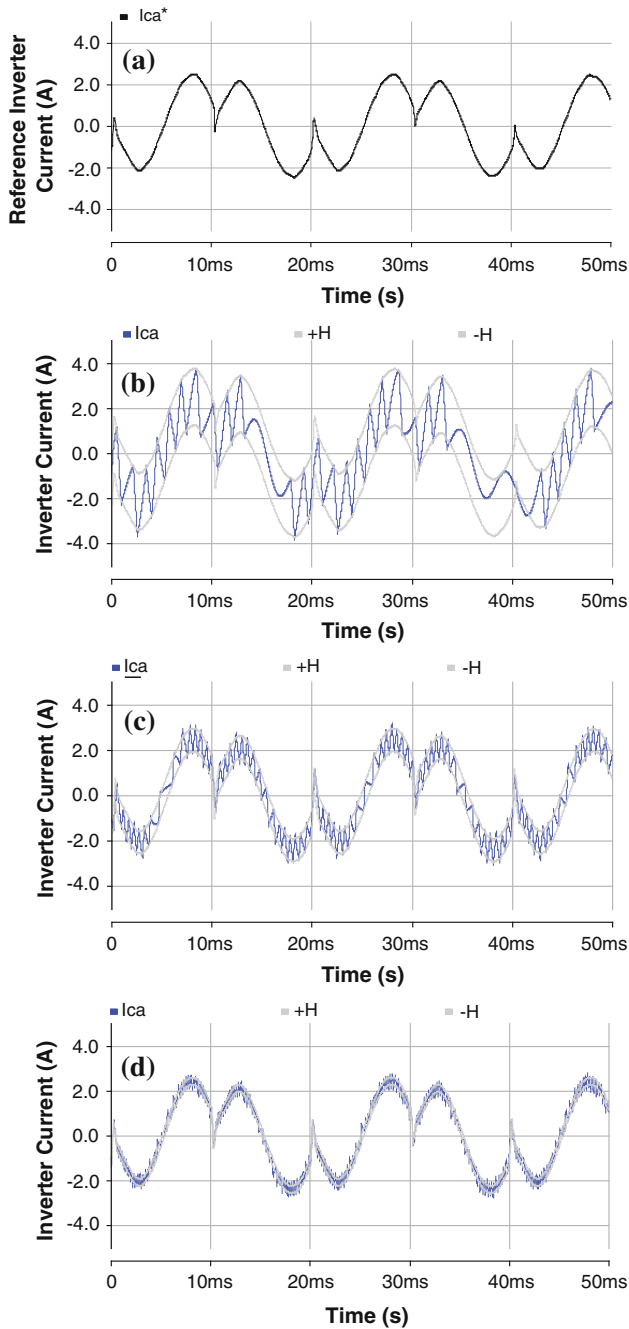 Ica*
(a)
4.0
2.0
0.0
-2.0
-4.0
Reference Inverter
Current (A)
0 10ms 20ms 30ms 40ms 50ms
Time (s)
Ica +H -H
(b)
4.0
2.0
0.0
-2.0
-4.0
Inverter Current (A)
0 10ms 20ms 30ms 40ms 50ms
Time (s)
Ica +H -H
(c)
4.0
2.0
0.0
-2.0
-4.0
Inverter Current (A)
0 10ms 20ms 30ms 40ms 50ms
Time (s)
Ica +H -H
(d)
4.0
2.0
0.0
-2.0
-4.0
Inverter Current (A)
0 10ms 20ms 30ms 40ms 50ms
Time (s)